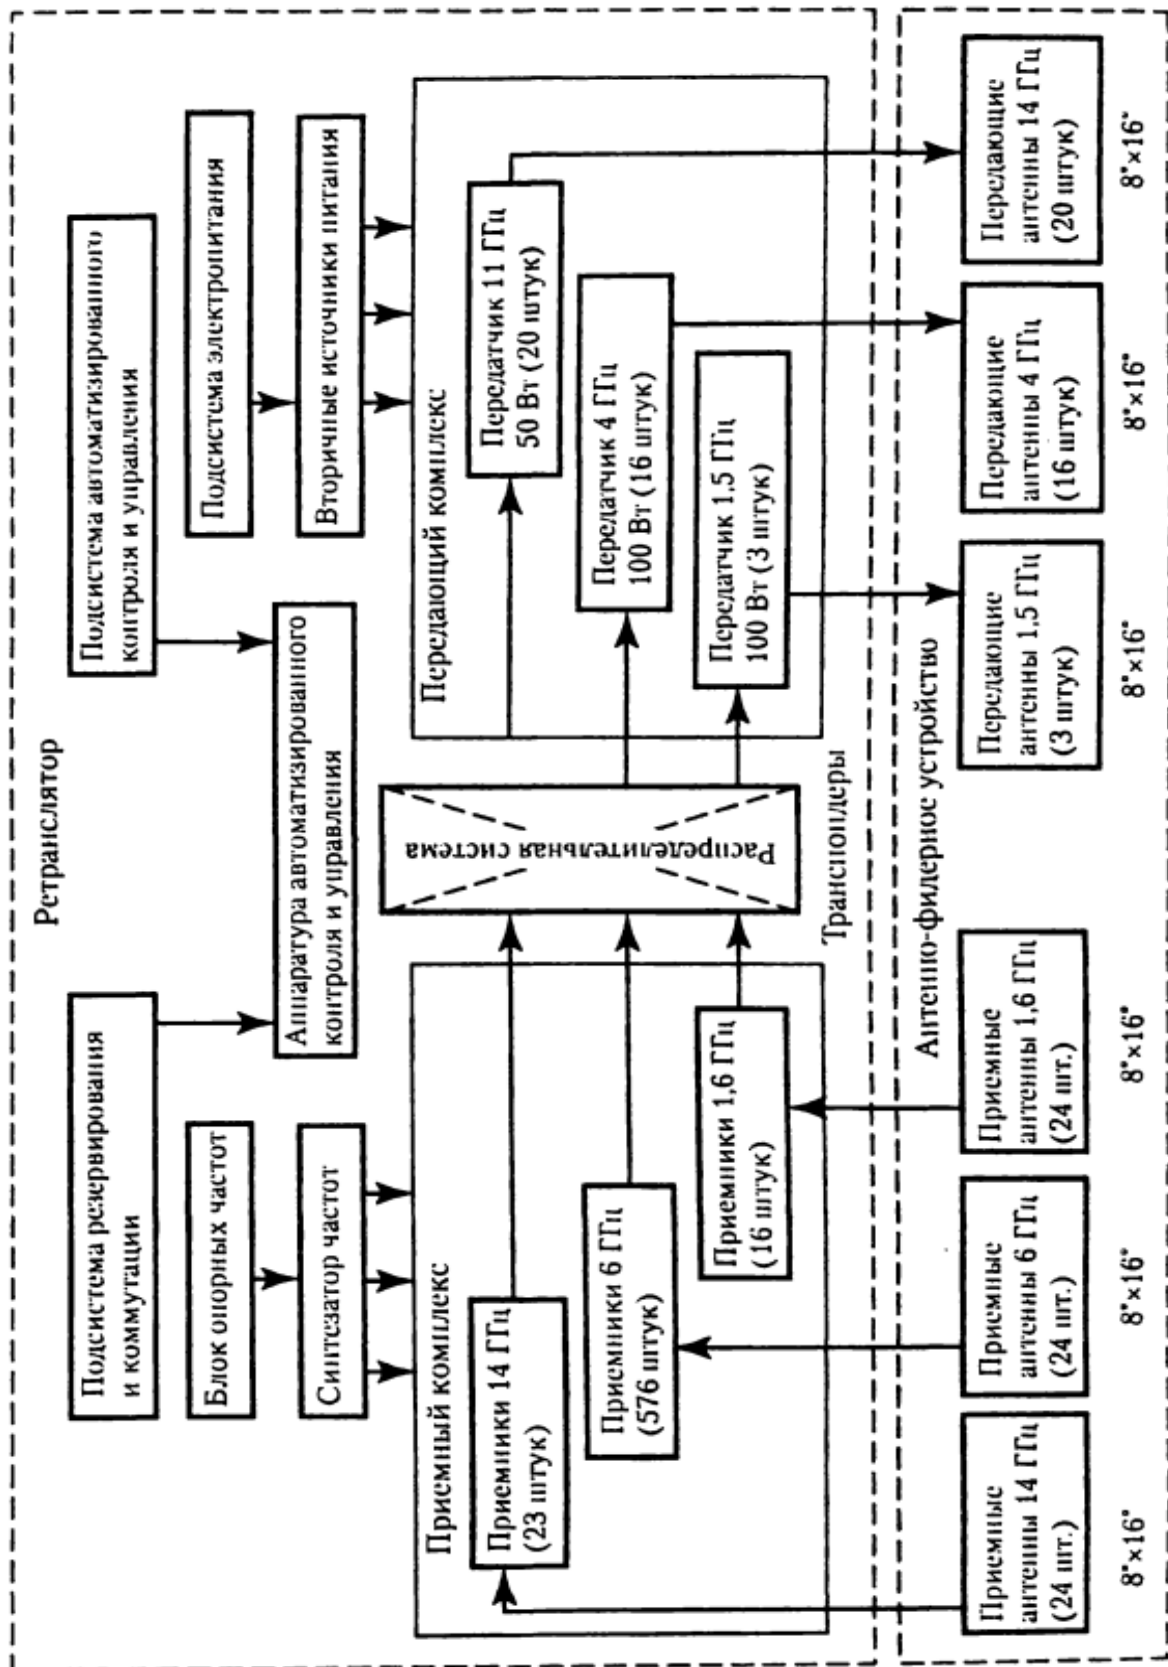 Ретранслятор
Подсистема резервирования
и коммутации
Подсистема автоматизированного
контроля и управления
Блок опорных частот
Подсистема электропитания
Синтезатор частот
Аппаратура автоматизированного
контроля и управления
Вторичные источники питания
Приемный комплекс
Передающий комплекс
Приемники 14 ГГц
(23 штук)
Приемники 6 ГГц
(576 штук)
Приемники 1,6 ГГц
(16 штук)
Распределительная система
Передатчик 11 ГГц
50 Вт (20 штук)
Передатчик 4 ГГц
100 Вт (16 штук)
Передатчик 1.5 ГГц
100 Вт (3 штук)
Транспондеры
Антенно-филерное устройство
Приемные
антенны 14 ГГц
(24 шт.)
Приемные
антенны 6 ГГц
(24 шт.)
Приемные
антенны 1,6 ГГц
(24 шт.)
Передающие
антенны 1,5 ГГц
(3 штук)
Передающие
антенны 4 ГГц
(16 штук)
Передающие
антенны 14 ГГц
(20 штук)
8°×16°
8°×16°
8°×16°
8°×16°
8°×16°
8°×16°